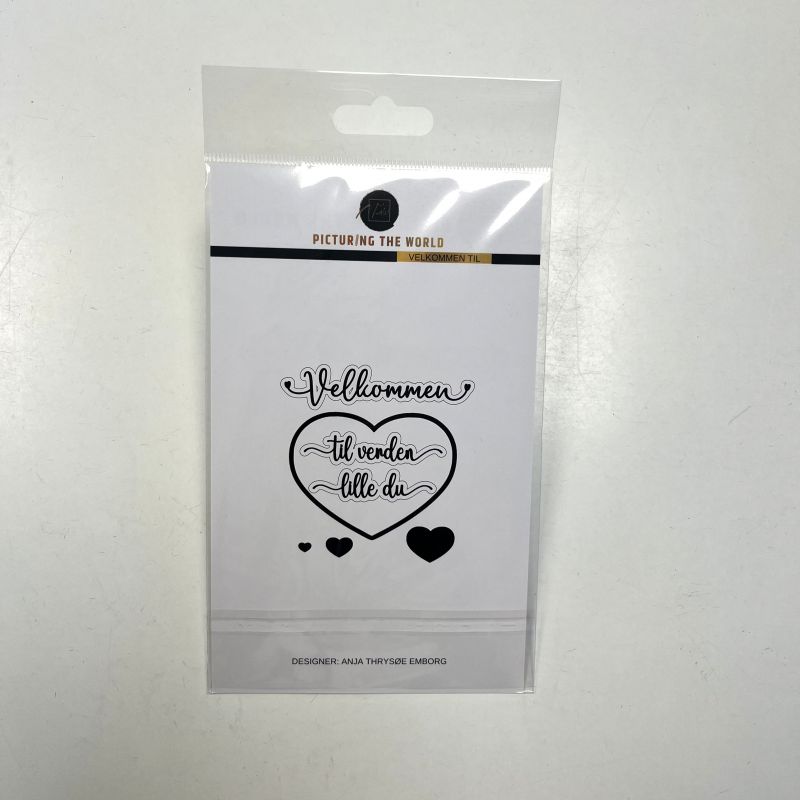 PICTURING THE WORLD
VELKOMMEN TIL
Velkommen
til verden
lille du
DESIGNER: ANJA THRYSØE EMBORG